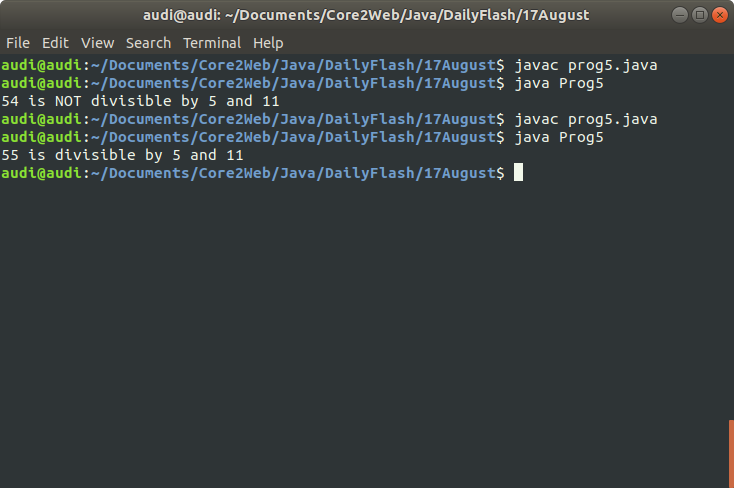 audi@audi: ~/Documents/Core2Web/Java/DailyFlash/17August
File Edit View Search Terminal Help
audi@audi:~/Documents/Core2Web/Java/DailyFlash/17August$ javac prog5.java
audi@audi:~/Documents/Core2Web/Java/DailyFlash/17August$ java Prog5
54 is NOT divisible by 5 and 11
audi@audi:~/Documents/Core2Web/Java/DailyFlash/17August$ javac prog5.java
audi@audi:~/Documents/Core2Web/Java/DailyFlash/17August$ java Prog5
55 is divisible by 5 and 11
audi@audi:~/Documents/Core2Web/Java/DailyFlash/17August$